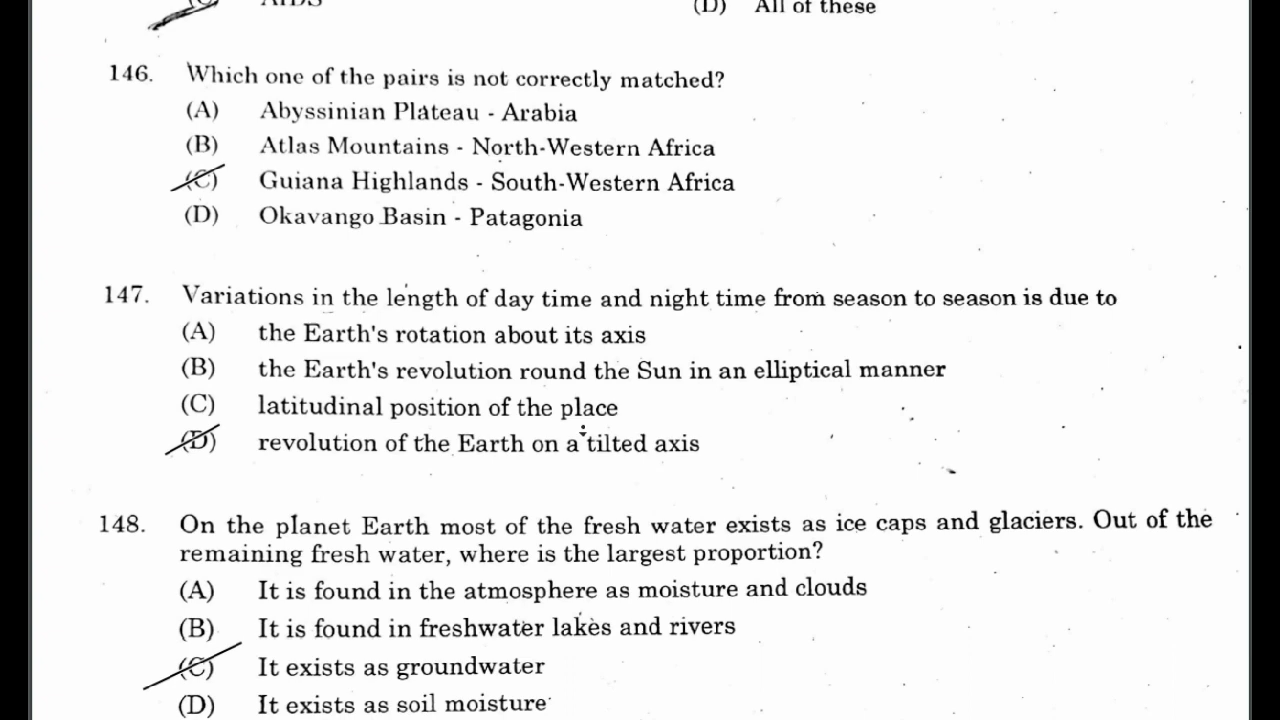 (D) All of these
146. Which one of the pairs is not correctly matched?
(A) Abyssinian Plateau - Arabia
(B) Atlas Mountains - North-Western Africa
(C) Guiana Highlands - South-Western Africa
(D) Okavango Basin - Patagonia
147. Variations in the length of day time and night time from season to season is due to
(A) the Earth's rotation about its axis
(B) the Earth's revolution round the Sun in an elliptical manner
(C) latitudinal position of the place
(D) revolution of the Earth on a tilted axis
148. On the planet Earth most of the fresh water exists as ice caps and glaciers. Out of the
remaining fresh water, where is the largest proportion?
(A) It is found in the atmosphere as moisture and clouds
(B) It is found in freshwater lakes and rivers
(C) It exists as groundwater
(D) It exists as soil moisture